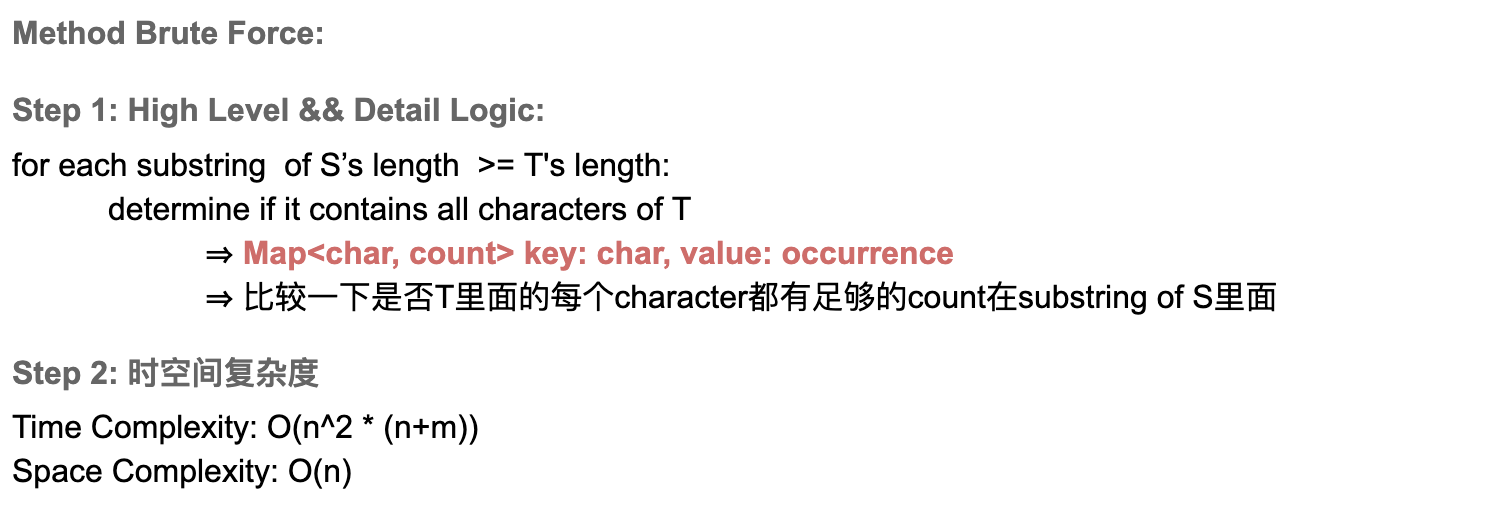 Method Brute Force:
Step 1: High Level && Detail Logic:
for each substring  of S’s length  >= T's length:
determine if it contains all characters of T
⇒ Map<char, count> key: char, value: occurrence
⇒ 比较一下是否T里面的每个character都有足够的count在substring of S里面
Step 2: 时空间复杂度
Time Complexity: O(n^2 * (n+m))
Space Complexity: O(n)